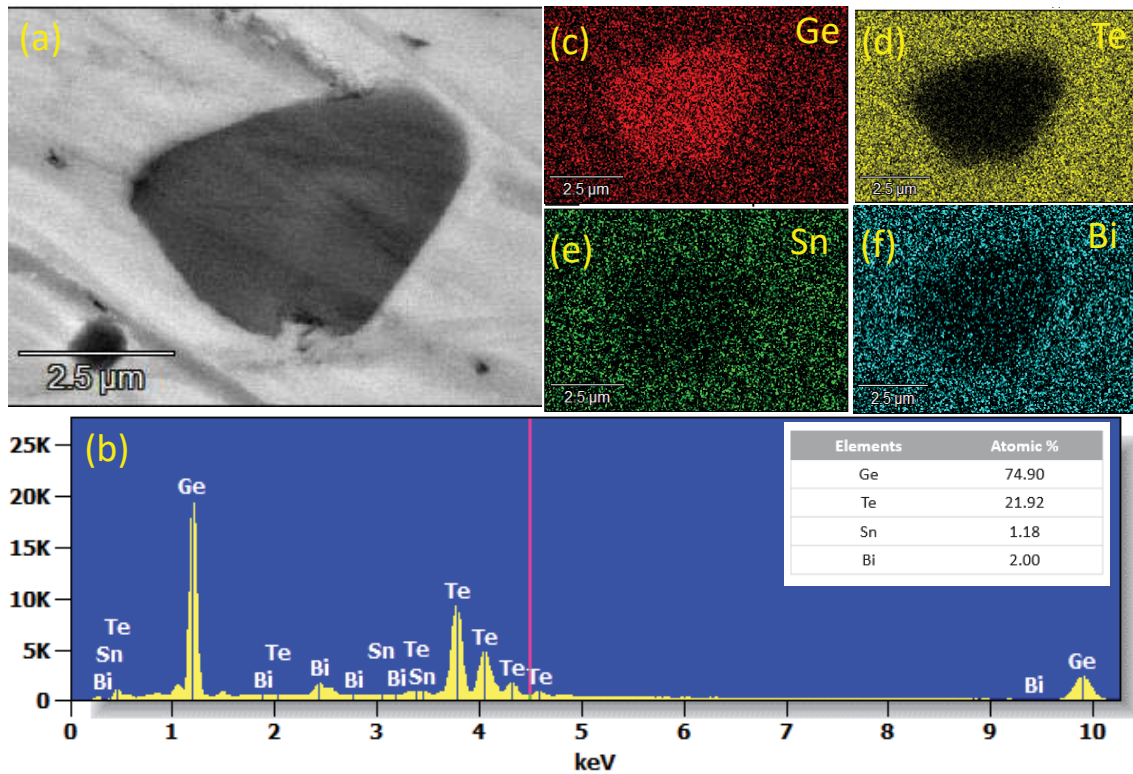 (a)
2.5 µm
(c)
Ge
2.5 µm
(d)
Te
2.5 µm
(e)
Sn
2.5 µm
(f)
Bi
2.5 µm
(b)
25K
20K
15K
10K
5K
0
Ge
Te
Sn
Bi
Te
Bi
Bi
Bi
Sn
Bi
Te
Sn
Te
Te
Te
Te
Bi
Ge
0 1 2 3 4 5 6 7 8 9 10
keV
Elements Atomic %
Ge 74.90
Te 21.92
Sn 1.18
Bi 2.00